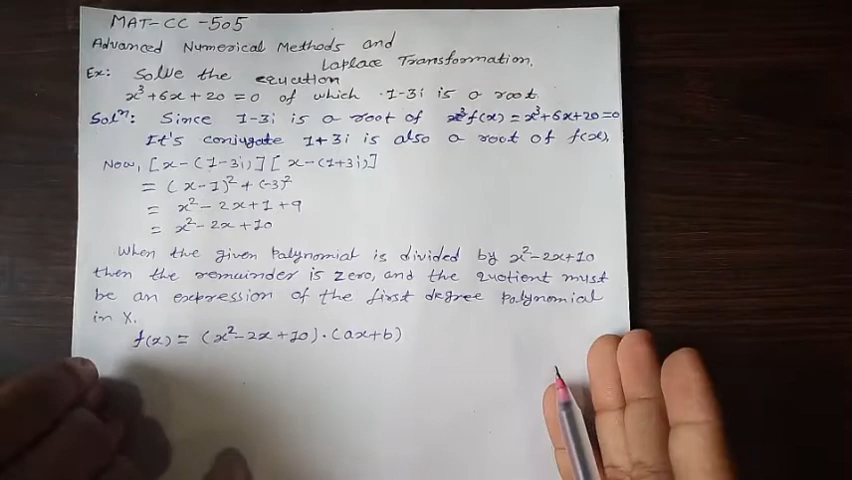 MAT-CC-505
Advanced Numerical Methods and
Laplace Transformation.
Ex: Solve the equation
x³+6x+20=0 of which 1-3i is a root.
Solⁿ: Since 1-3i is a root of f(x)=x³+6x+20=0
It's conjugate 1+3i is also a root of f(x).
Now, [x-(1-3i)][x-(1+3i)]
= (x-1)²+(-3)²
= x²-2x+1+9
= x²-2x+10
When the given Polynomial is divided by x²-2x+10
then the remainder is zero, and the quotient must
be an expression of the first degree Polynomial
in X.
f(x) = (x²-2x+10).(ax+b)